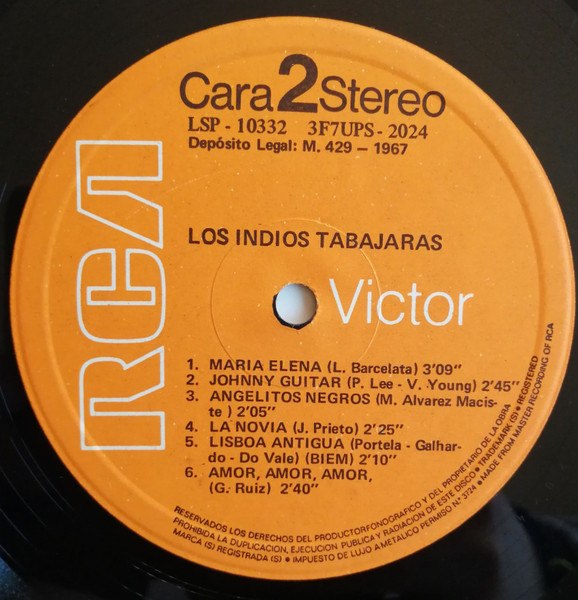 Cara 2 Stereo
LSP - 10332 3F7UPS - 2024
Depósito Legal: M. 429 — 1967
RCA
LOS INDIOS TABAJARAS
Victor
1. MARIA ELENA (L. Barcelata) 3'09"
2. JOHNNY GUITAR (P. Lee - V. Young) 2'45"
3. ANGELITOS NEGROS (M. Alvarez Macis-
te ) 2'05"
4. LA NOVIA (J. Prieto) 2'25"
5. LISBOA ANTIGUA (Portela - Galhar-
do - Do Vale) (BIEM) 2'10"
6. AMOR, AMOR, AMOR,
(G. Ruiz) 2'40"
RESERVADOS LOS DERECHOS DEL PRODUCTOR FONOGRAFICO Y DEL PROPIETARIO DE LA OBRA
PROHIBIDA LA DUPLICACION, EJECUCION PUBLICA Y RADIACION DE ESTE DISCO • TRADEMARK (S) • REGISTERED
MARCA (S) REGISTRADA (S) • IMPUESTO DE LUJO A METALICO PERMISO N.° 3724 • MADE FROM MASTER RECORDING OF RCA